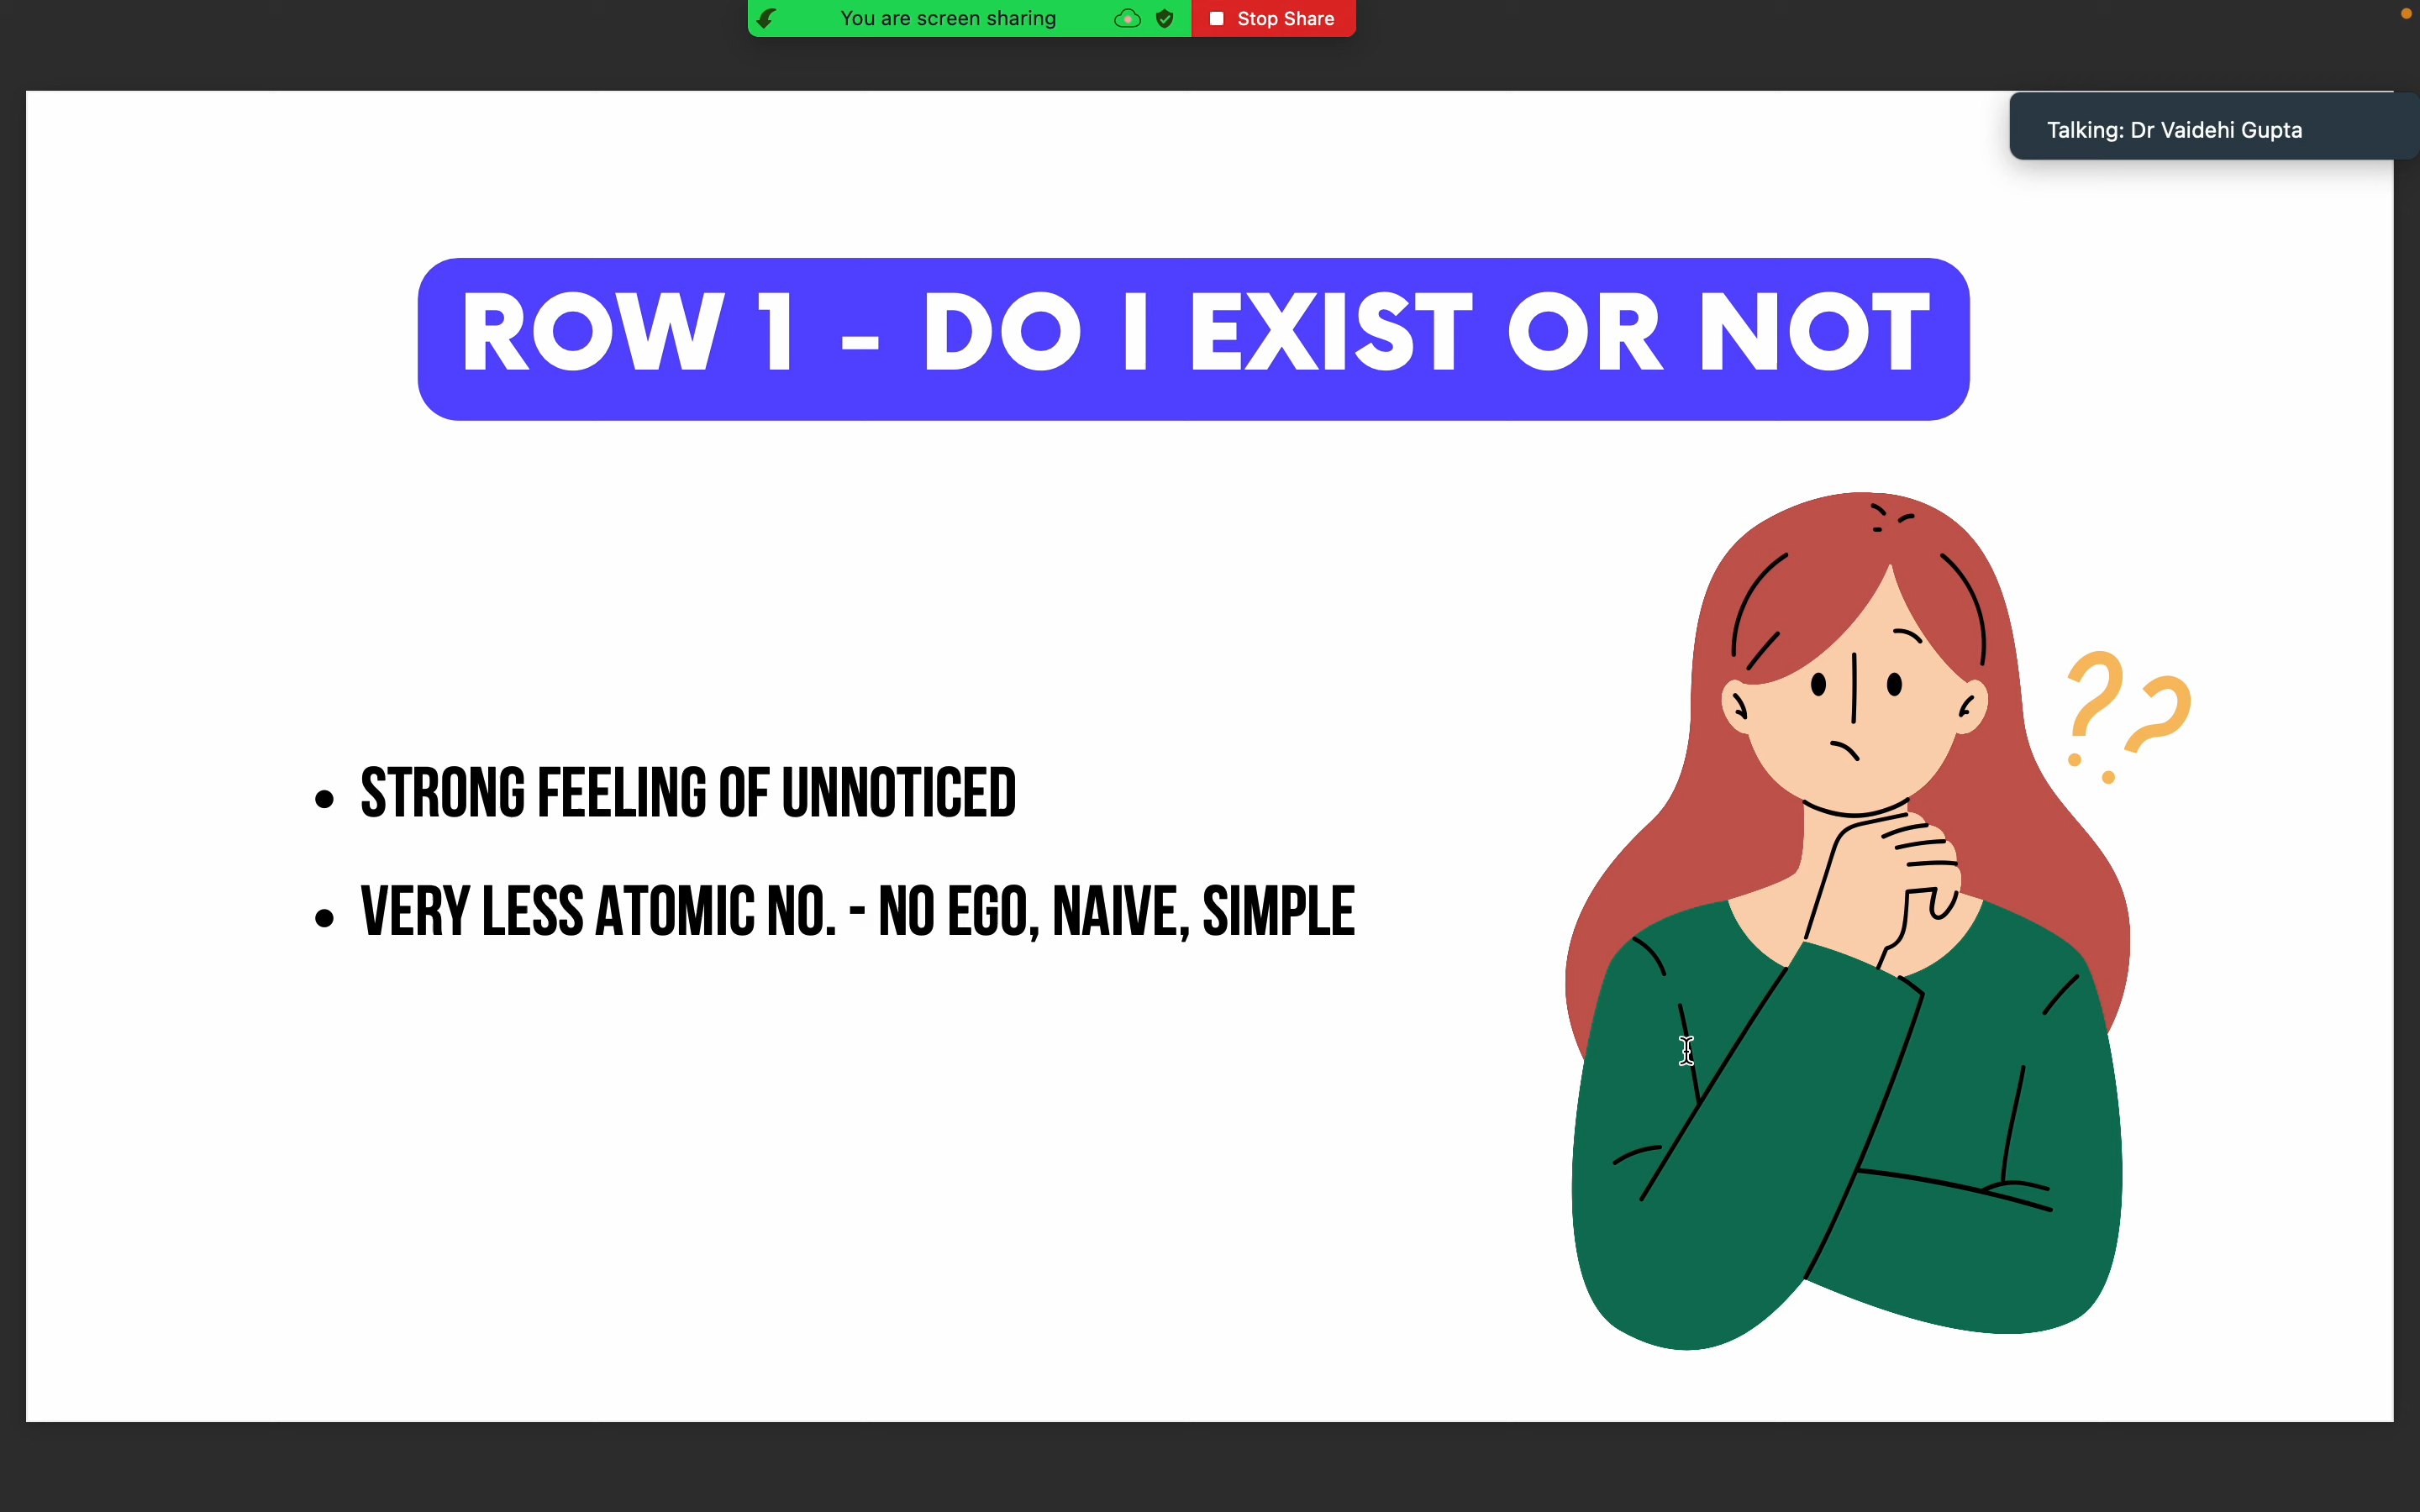 You are screen sharing
Stop Share
Talking: Dr Vaidehi Gupta
ROW 1 - DO I EXIST OR NOT
??
• STRONG FEELING OF UNNOTICED
• VERY LESS ATOMIC NO. - NO EGO, NAIVE, SIMPLE